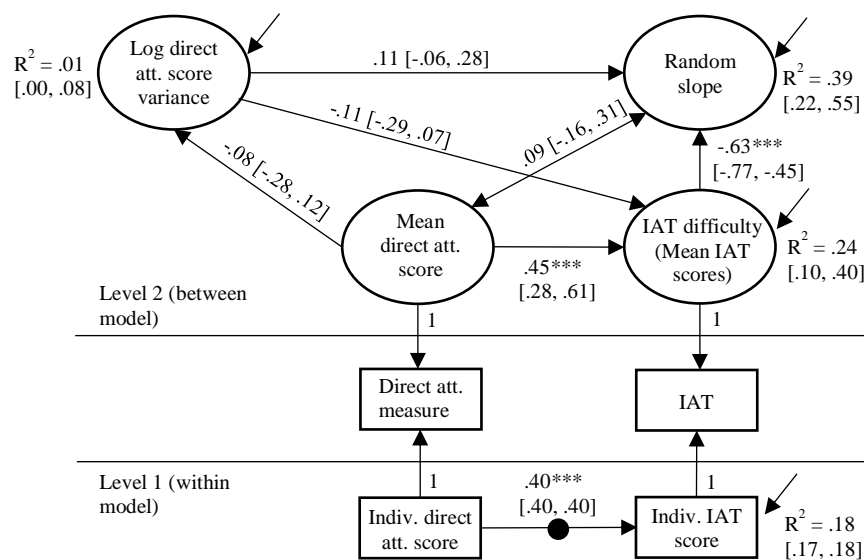 R² = .01
[.00, .08]
Log direct
att. score
variance
.11 [-.06, .28]
Random
slope
R² = .39
[.22, .55]
-.11 [-.29, .07]
.09 [-.16, .31]
-.63***
[-.77, -.45]
-.08 [-.28, .12]
Mean
direct att.
score
.45***
[.28, .61]
IAT difficulty
(Mean IAT
scores)
R² = .24
[.10, .40]
Level 2 (between
model)
1
1
Direct att.
measure
IAT
Level 1 (within
model)
1
1
.40***
[.40, .40]
Indiv. direct
att. score
Indiv. IAT
score
R² = .18
[.17, .18]